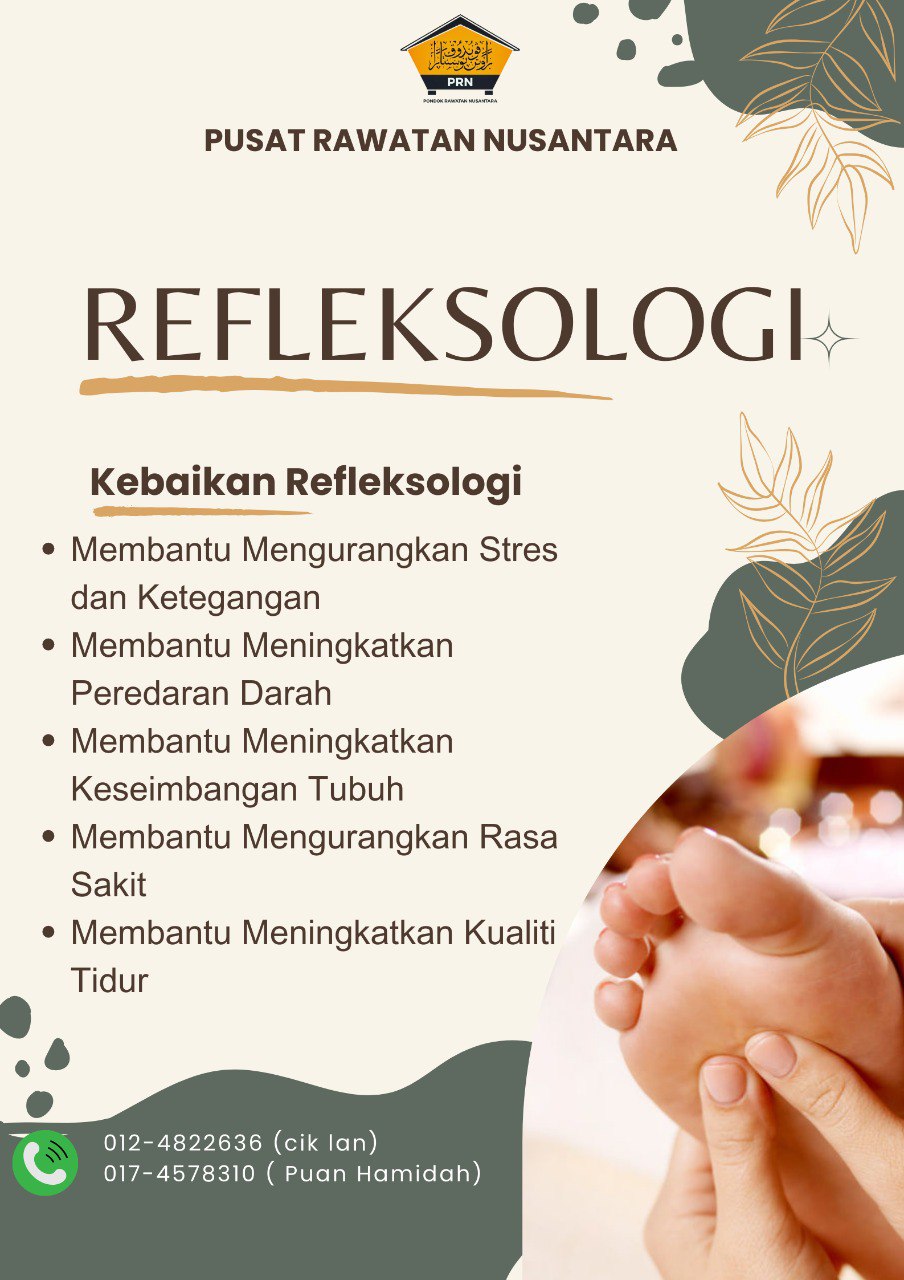 PRN
PONDOK RAWATAN NUSANTARA
PUSAT RAWATAN NUSANTARA
REFLEKSOLOGI
Kebaikan Refleksologi
• Membantu Mengurangkan Stres
dan Ketegangan
• Membantu Meningkatkan
Peredaran Darah
• Membantu Meningkatkan
Keseimbangan Tubuh
• Membantu Mengurangkan Rasa
Sakit
• Membantu Meningkatkan Kualiti
Tidur
012-4822636 (cik lan)
017-4578310 ( Puan Hamidah)